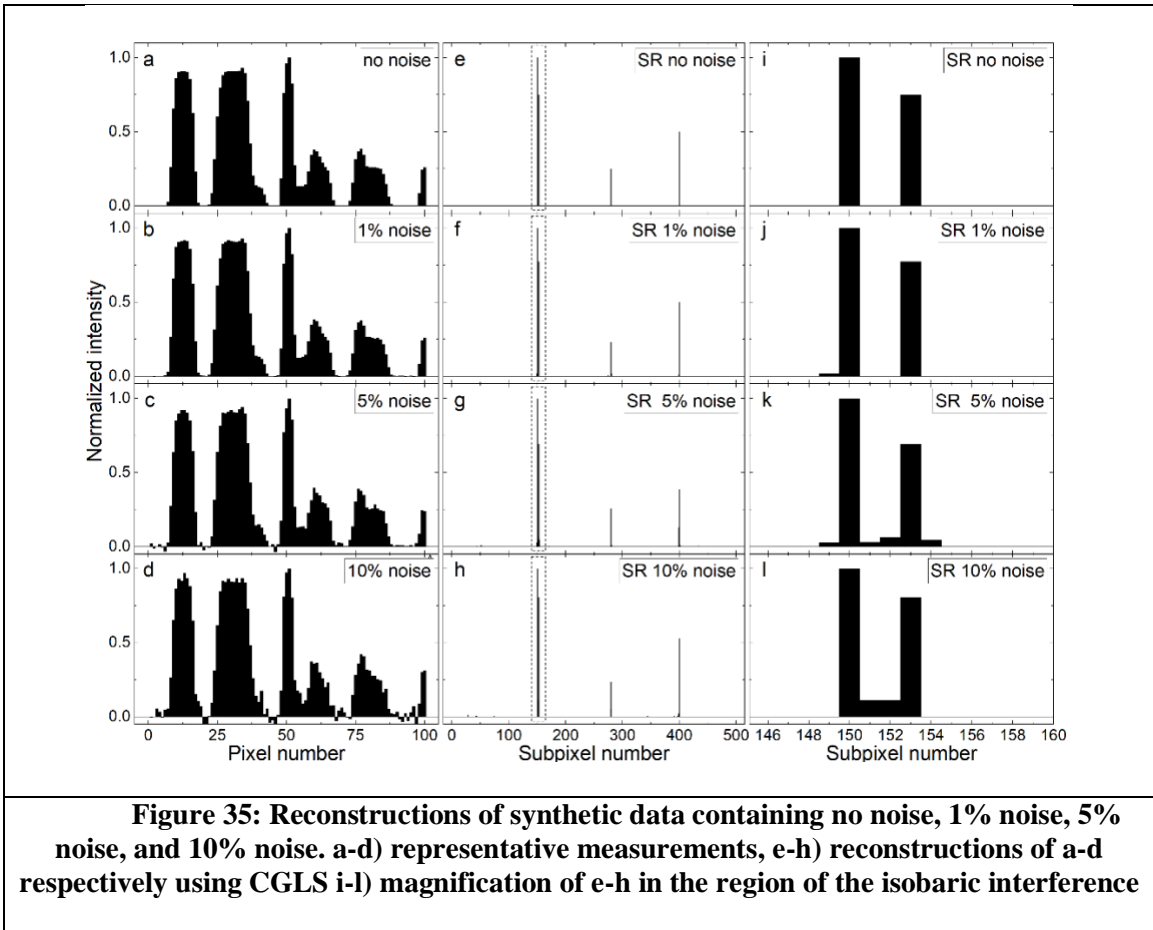 a
no noise
e
SR no noise
i
SR no noise
1.0
0.5
0.0
b
1% noise
f
SR 1% noise
j
SR 1% noise
1.0
0.5
0.0
Normalized intensity
c
5% noise
g
SR 5% noise
k
SR 5% noise
1.0
0.5
0.0
d
10% noise
h
SR 10% noise
l
SR 10% noise
1.0
0.5
0.0
0 25 50 75 100
0 100 200 300 400 500
146 148 150 152 154 156 158 160
Pixel number
Subpixel number
Subpixel number
Figure 35: Reconstructions of synthetic data containing no noise, 1% noise, 5%
noise, and 10% noise. a-d) representative measurements, e-h) reconstructions of a-d
respectively using CGLS i-l) magnification of e-h in the region of the isobaric interference